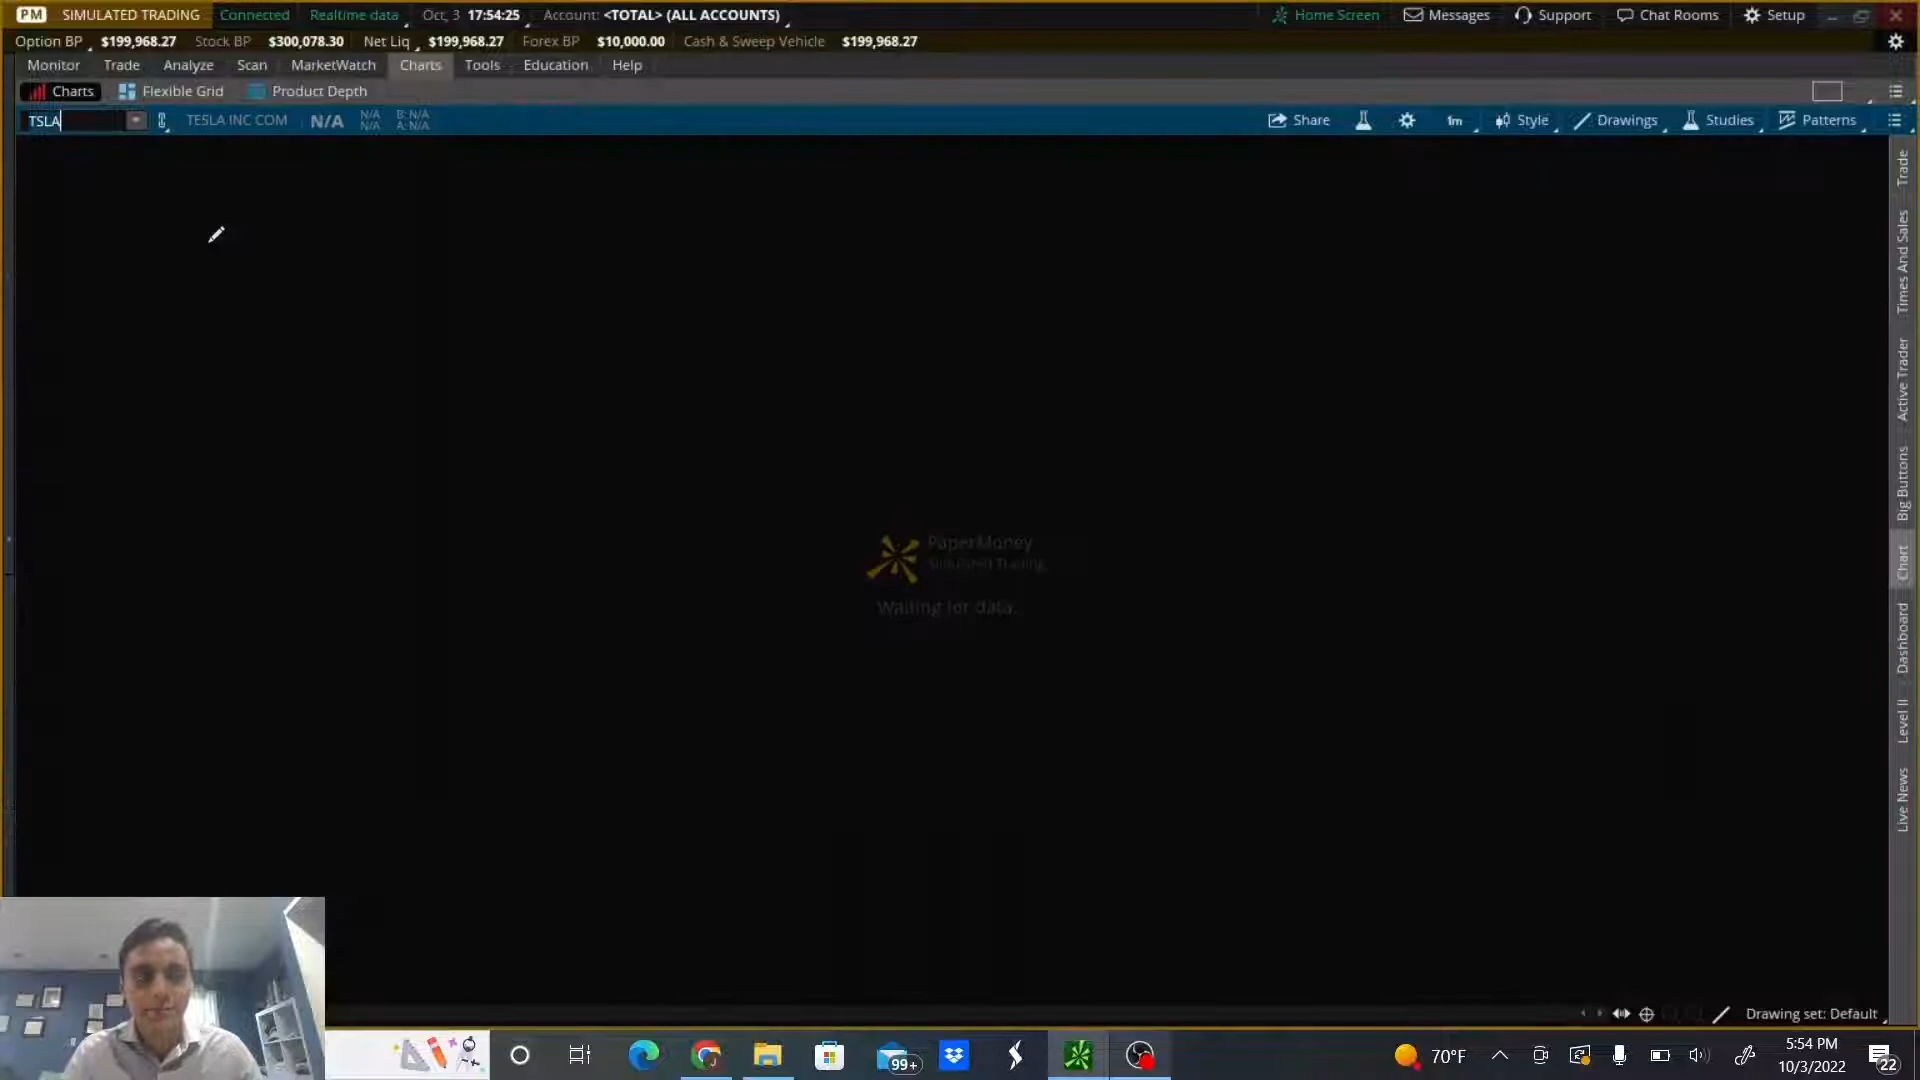 PM SIMULATED TRADING Connected Realtime data Oct, 3 17:54:25 Account: <TOTAL> (ALL ACCOUNTS) Home Screen Messages Support Chat Rooms Setup
Option BP $199,968.27 Stock BP $300,078.30 Net Liq $199,968.27 Forex BP $10,000.00 Cash & Sweep Vehicle $199,968.27
Monitor Trade Analyze Scan MarketWatch Charts Tools Education Help
Charts Flexible Grid Product Depth
TSLA TESLA INC COM N/A N/A B: N/A Share 1m Style Drawings Studies Patterns
N/A A: N/A
Trade
Times And Sales
Active Trader
Big Buttons
Chart
Dashboard
Level II
Live News
PaperMoney
Simulated Trading
Waiting for data.
Drawing set: Default
99+ 70°F 5:54 PM
10/3/2022 22